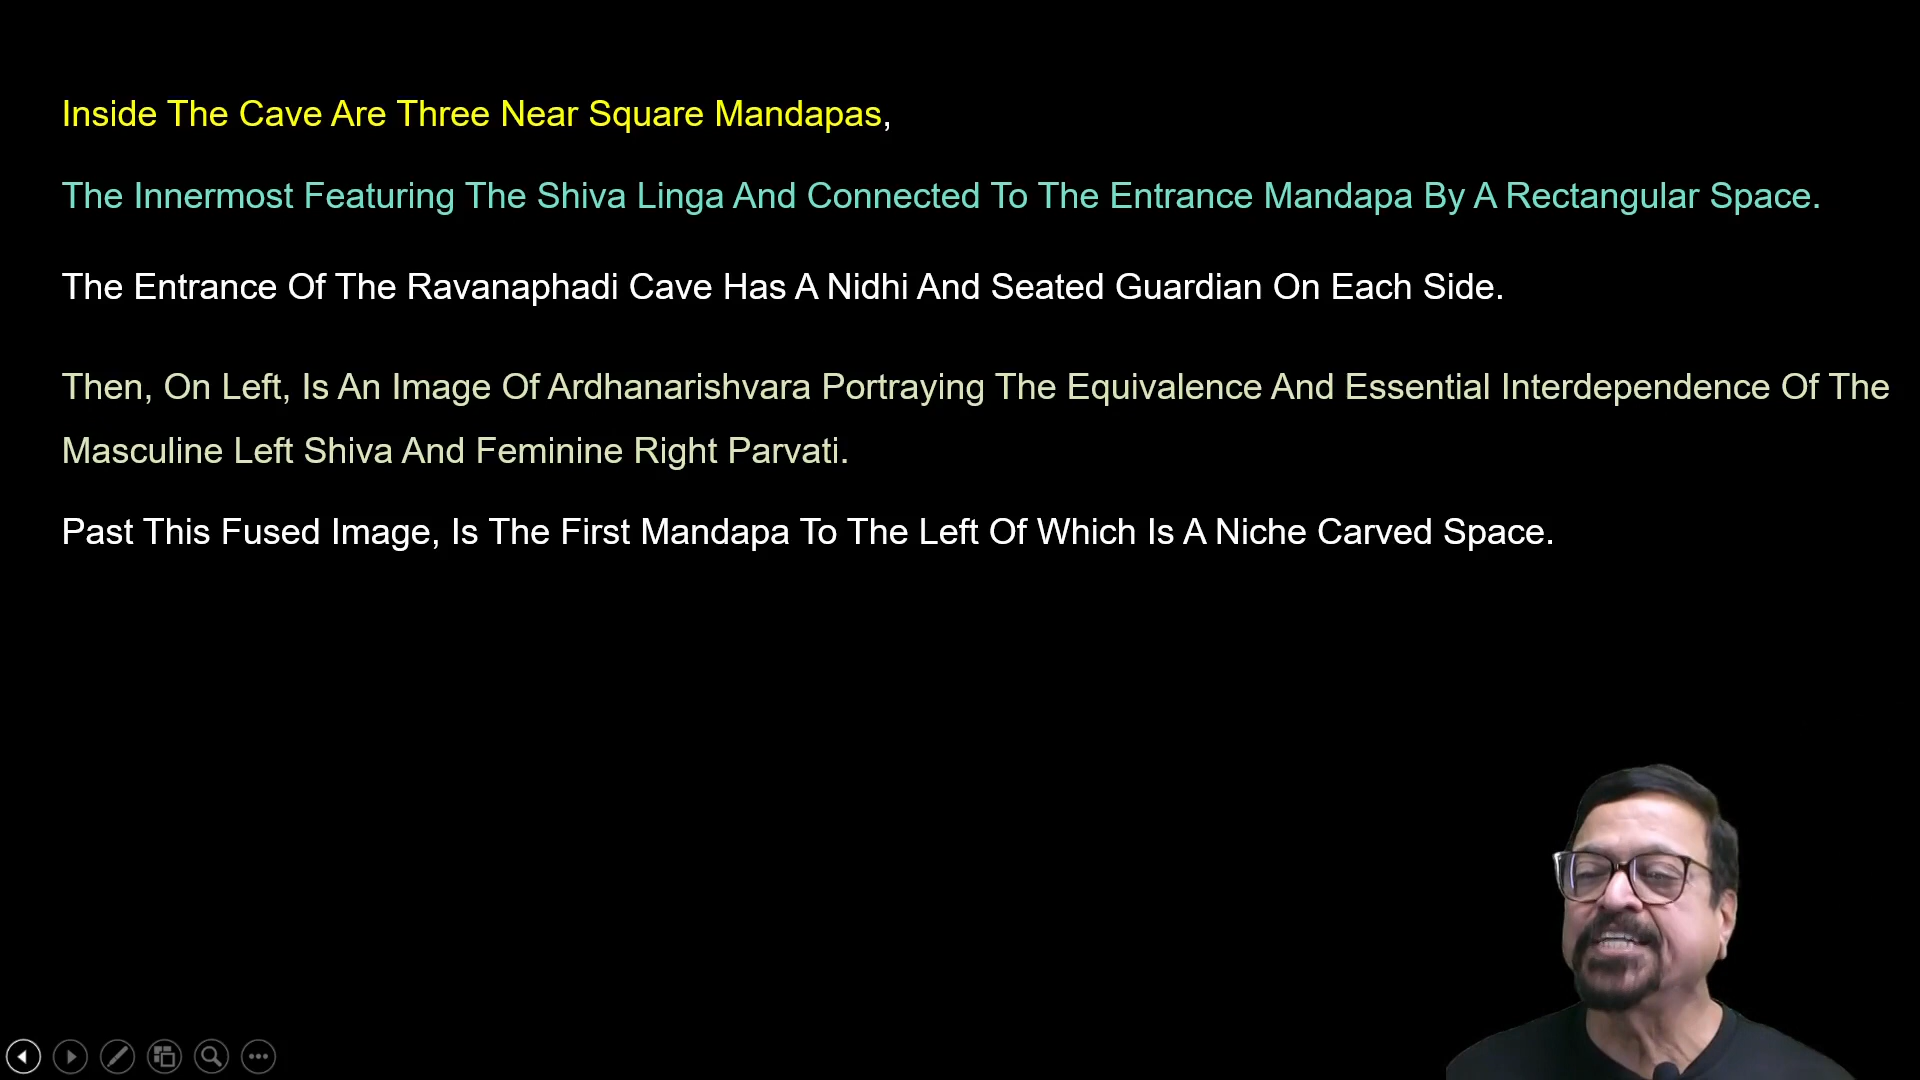 Inside The Cave Are Three Near Square Mandapas,
The Innermost Featuring The Shiva Linga And Connected To The Entrance Mandapa By A Rectangular Space.
The Entrance Of The Ravanaphadi Cave Has A Nidhi And Seated Guardian On Each Side.
Then, On Left, Is An Image Of Ardhanarishvara Portraying The Equivalence And Essential Interdependence Of The
Masculine Left Shiva And Feminine Right Parvati.
Past This Fused Image, Is The First Mandapa To The Left Of Which Is A Niche Carved Space.